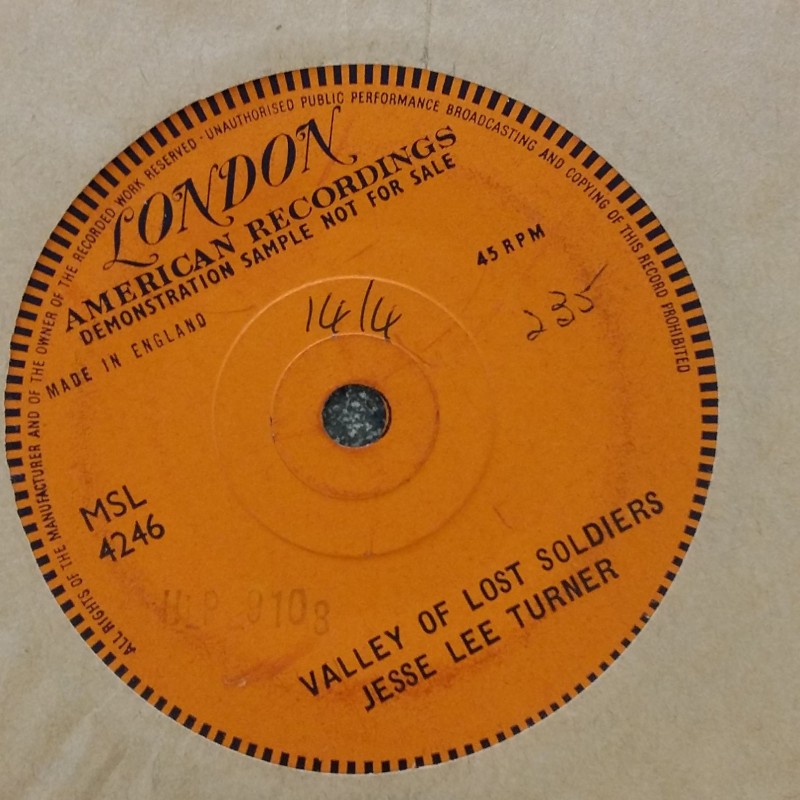 ALL RIGHTS OF THE MANUFACTURER AND OF THE OWNER OF THE RECORDED WORK RESERVED · UNAUTHORISED PUBLIC PERFORMANCE BROADCASTING AND COPYING OF THIS RECORD PROHIBITED
LONDON
AMERICAN RECORDINGS
DEMONSTRATION SAMPLE NOT FOR SALE
MADE IN ENGLAND
45 RPM
14/4
235
MSL
4246
HLP 9108
VALLEY OF LOST SOLDIERS
JESSE LEE TURNER